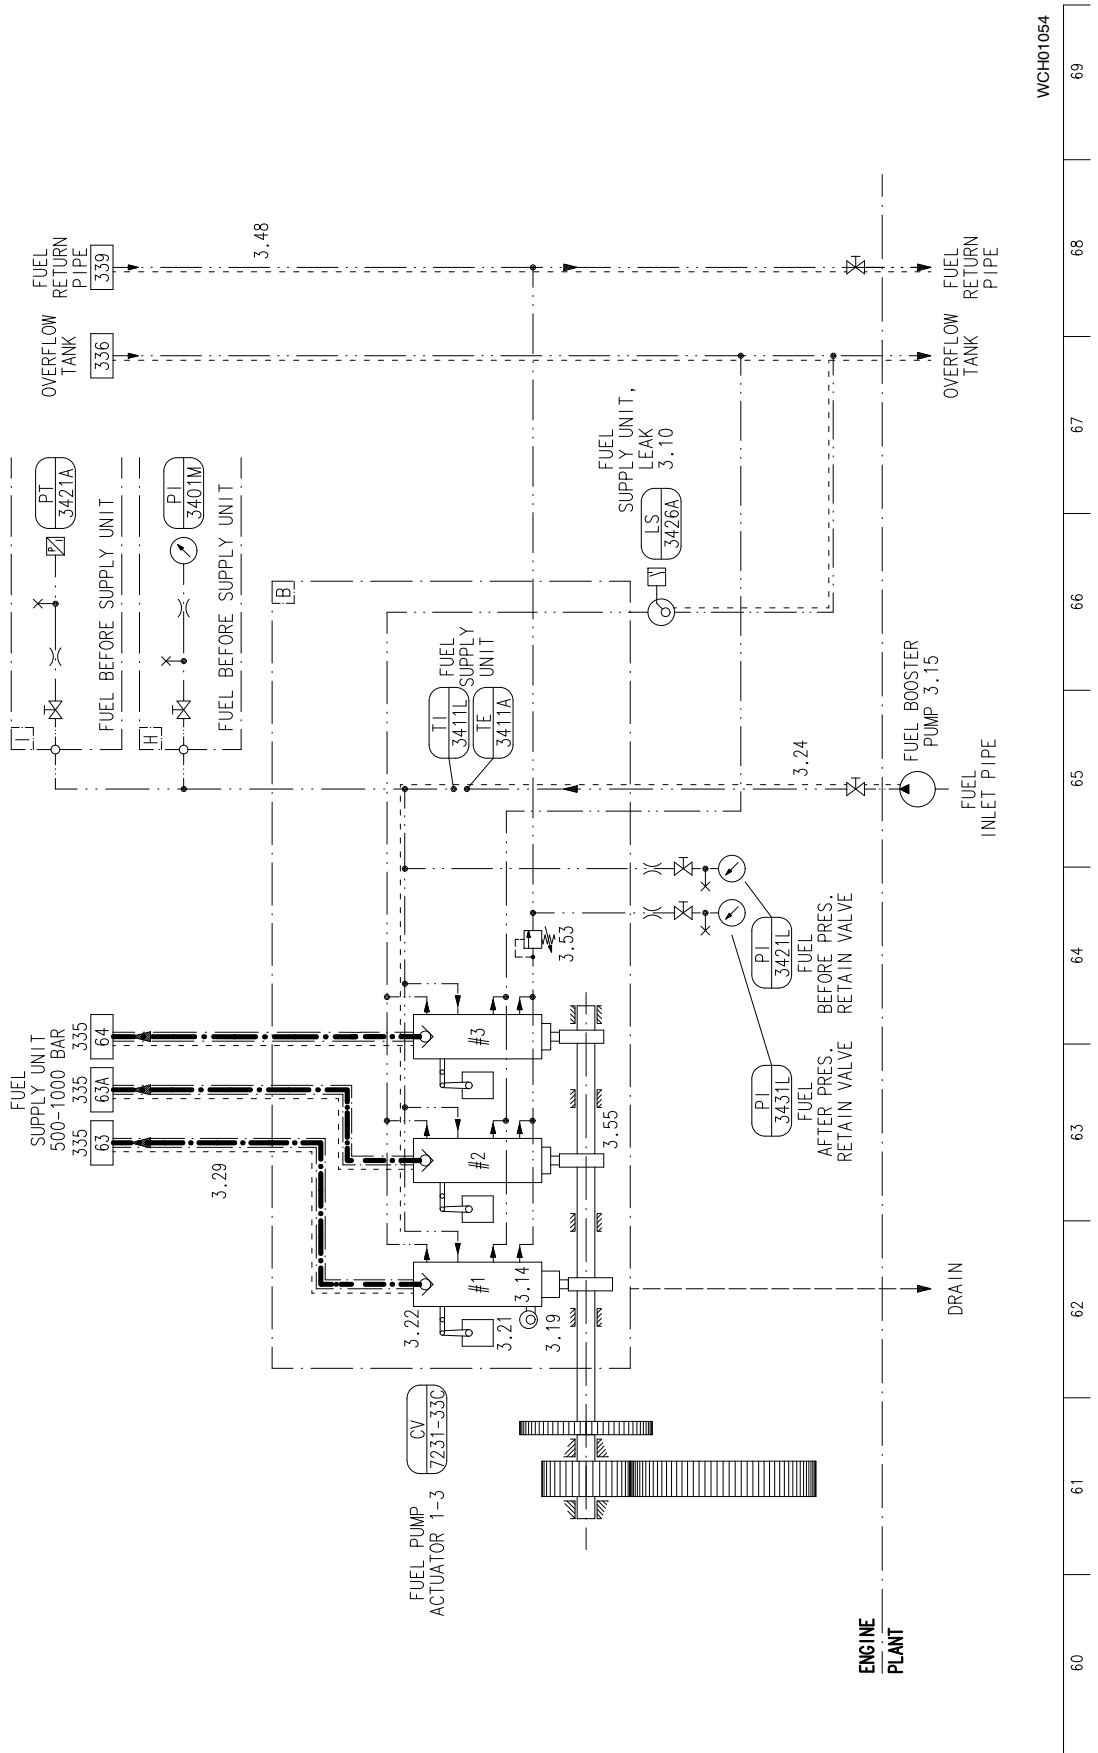 WCH01054
FUEL
RETURN
PIPE
339
3.48
FUEL
RETURN
PIPE
OVERFLOW
TANK
336
OVERFLOW
TANK
PT
3421A
FUEL BEFORE SUPPLY UNIT
I
PI
3401M
FUEL BEFORE SUPPLY UNIT
H
B
FUEL
SUPPLY UNIT,
LEAK
3.10
LS
3426A
TI
3411L
TE
3411A
FUEL
SUPPLY
UNIT
3.24
FUEL BOOSTER
PUMP 3.15
FUEL
INLET PIPE
FUEL
SUPPLY UNIT
500-1000 BAR
335
64
335
63A
335
63
3.29
3.53
PI
3421L
FUEL
BEFORE PRES.
RETAIN VALVE
PI
3431L
FUEL
AFTER PRES.
RETAIN VALVE
#3
#2
#1
3.14
3.55
3.22
3.21
3.19
DRAIN
CV
7231-33C
FUEL PUMP
ACTUATOR 1-3
ENGINE
PLANT
60
61
62
63
64
65
66
67
68
69